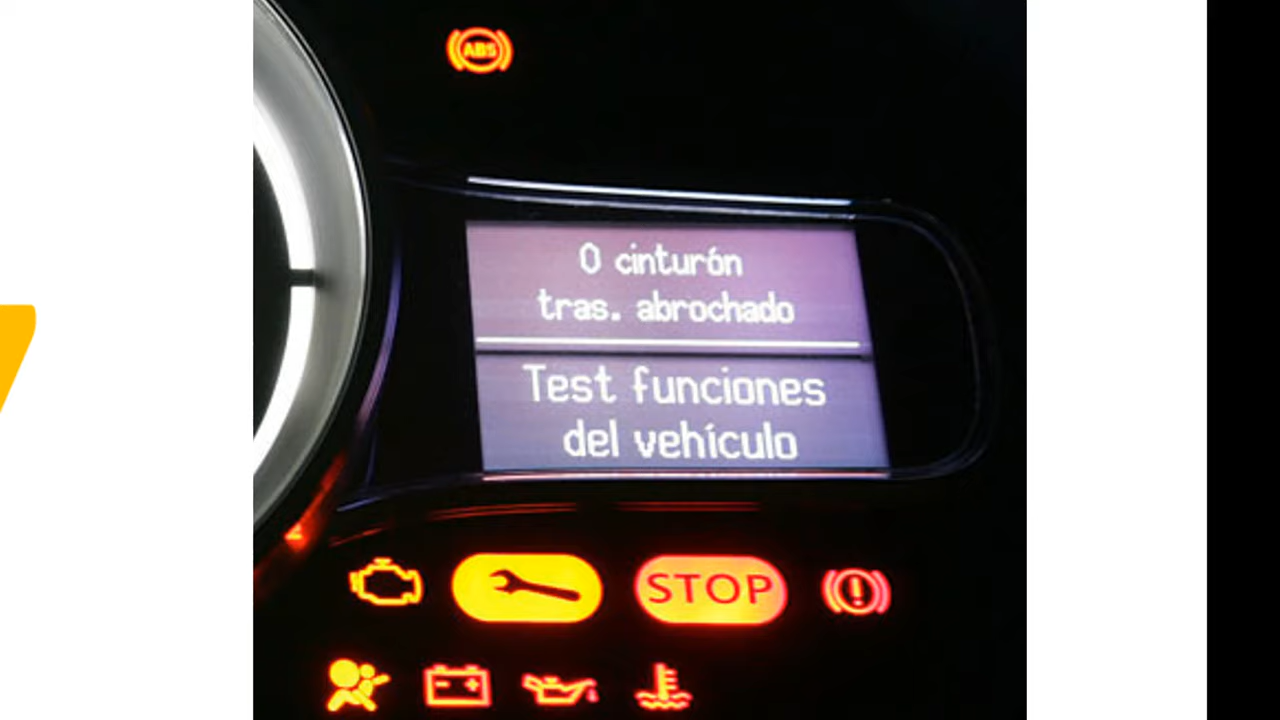 ABS
0 cinturón
tras. abrochado
Test funciones
del vehículo
STOP